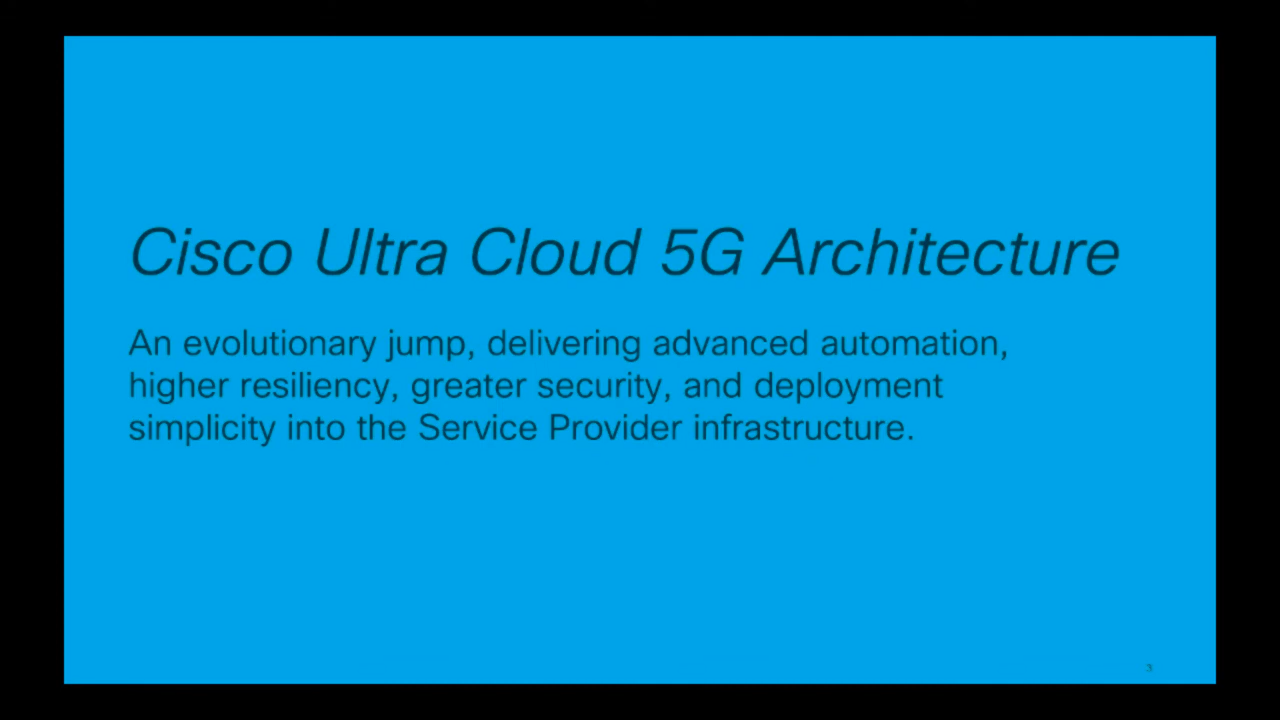 Cisco Ultra Cloud 5G Architecture
An evolutionary jump, delivering advanced automation,
higher resiliency, greater security, and deployment
simplicity into the Service Provider infrastructure.
3